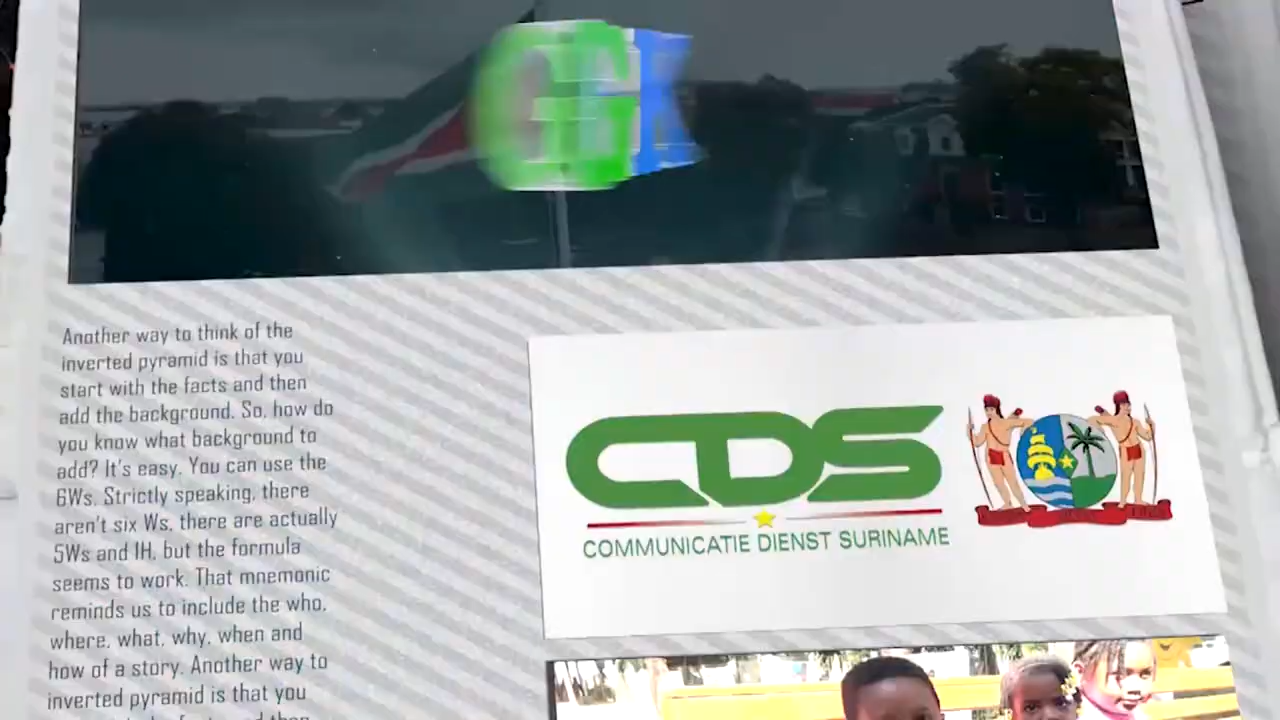 Another way to think of the
inverted pyramid is that you
start with the facts and then
add the background. So, how do
you know what background to
add? It's easy. You can use the
6Ws. Strictly speaking, there
aren't six Ws, there are actually
5Ws and 1H, but the formula
seems to work. That mnemonic
reminds us to include the who,
where, what, why, when and
how of a story. Another way to
inverted pyramid is that you
CDS
COMMUNICATIE DIENST SURINAME